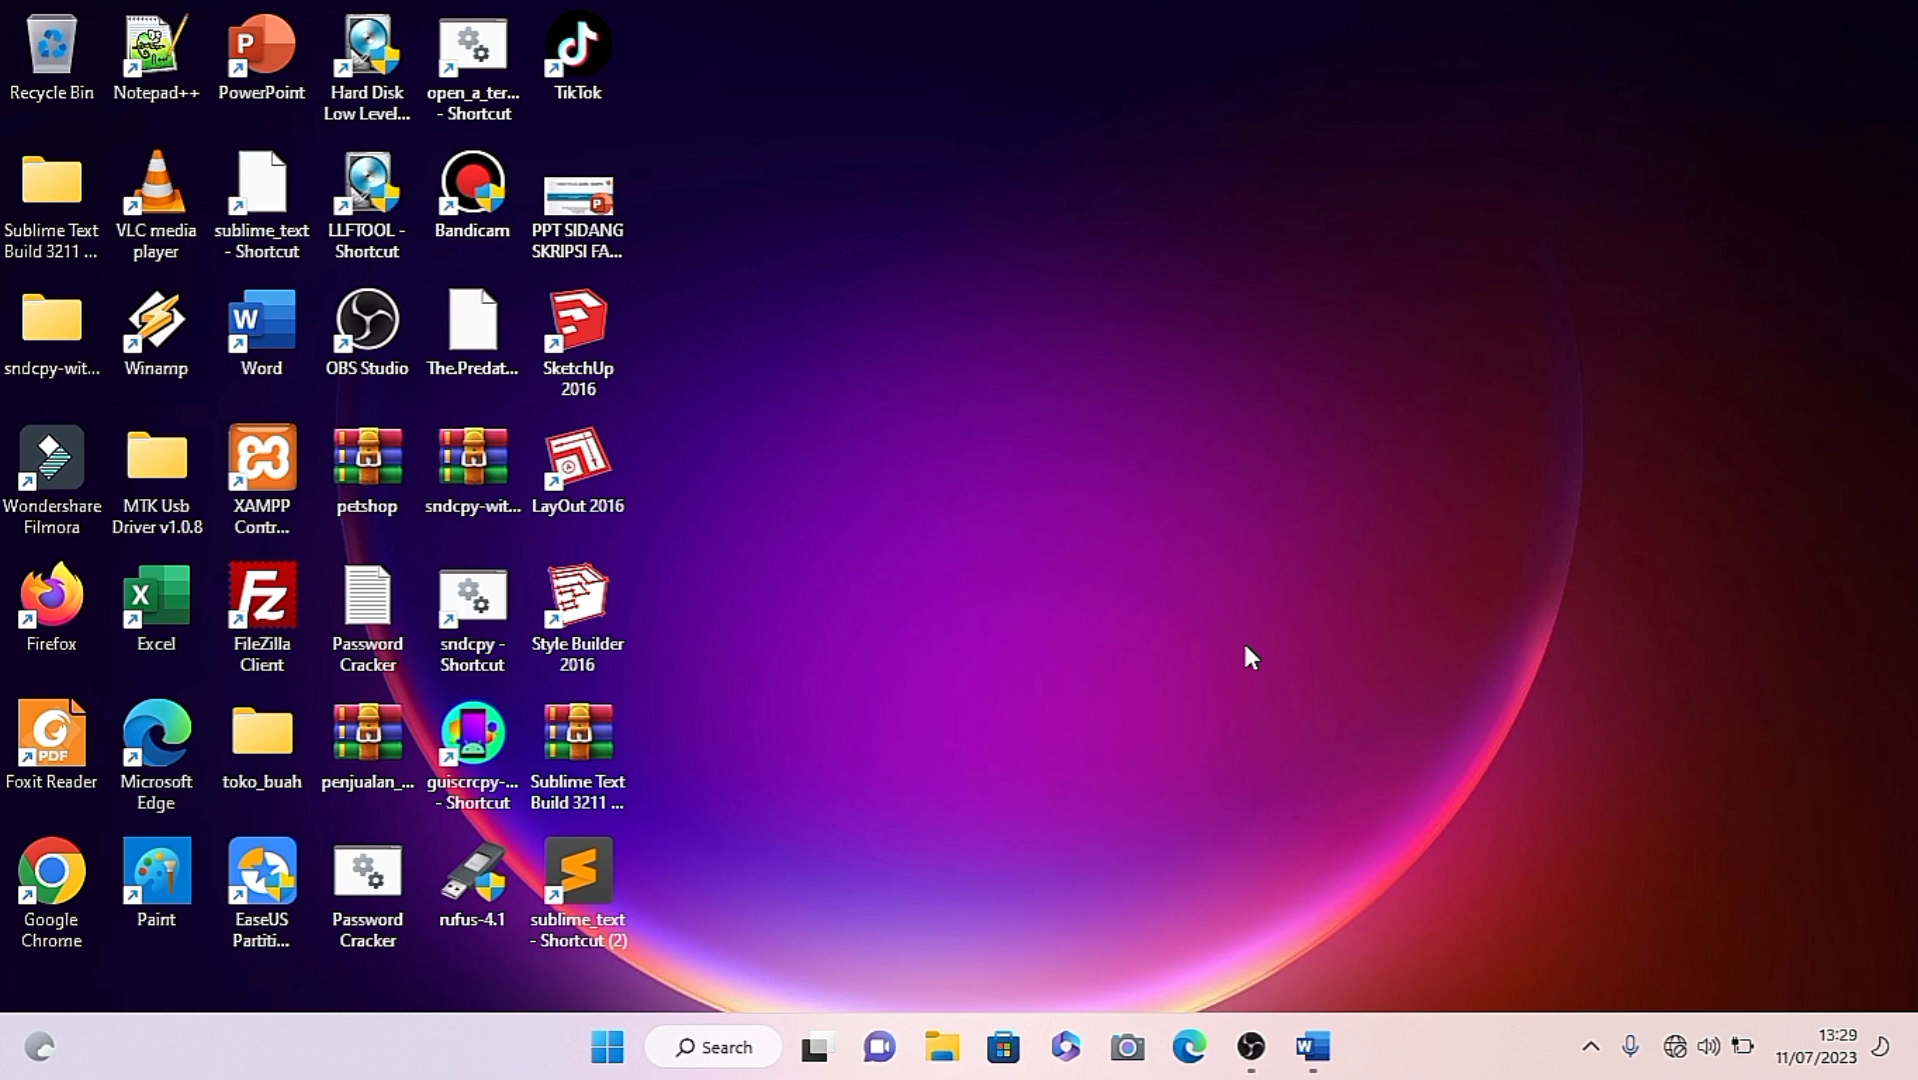 Recycle Bin
Notepad++
PowerPoint
Hard Disk
Low Level...
open_a_ter...
- Shortcut
TikTok
Sublime Text
Build 3211 ...
VLC media
player
sublime_text
- Shortcut
LLFTOOL -
Shortcut
Bandicam
PPT SIDANG
SKRIPSI FA...
sndcpy-wit...
Winamp
Word
OBS Studio
The.Predat...
SketchUp
2016
Wondershare
Filmora
MTK Usb
Driver v1.0.8
XAMPP
Contr...
petshop
sndcpy-wit...
LayOut 2016
Firefox
Excel
FileZilla
Client
Password
Cracker
sndcpy -
Shortcut
Style Builder
2016
PDF
Foxit Reader
Microsoft
Edge
toko_buah
penjualan_...
guiscrcpy-...
- Shortcut
Sublime Text
Build 3211 ...
Google
Chrome
Paint
EaseUS
Partiti...
Password
Cracker
rufus-4.1
sublime_text
- Shortcut (2)
Search
13:29
11/07/2023